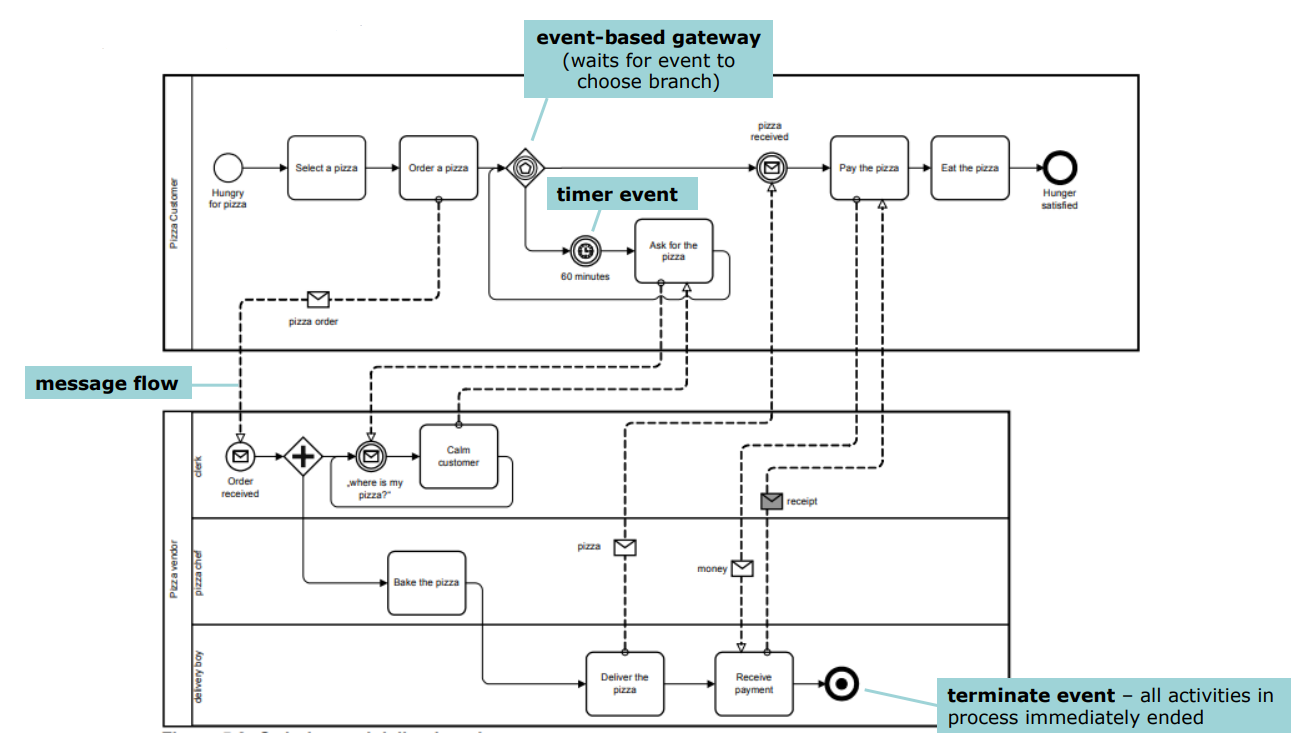 event-based gateway
(waits for event to
choose branch)
pizza
received
Pizza Customer
Select a pizza
Order a pizza
Pay the pizza
Eat the pizza
Hungry
for pizza
Hunger
satisfied
timer event
Ask for the
pizza
60 minutes
pizza order
message flow
Pizza vendor
clerk
Order
received
„where is my
pizza?“
Calm
customer
receipt
pizza chef
pizza
money
Bake the pizza
delivery boy
Deliver the
pizza
Receive
payment
terminate event – all activities in
process immediately ended